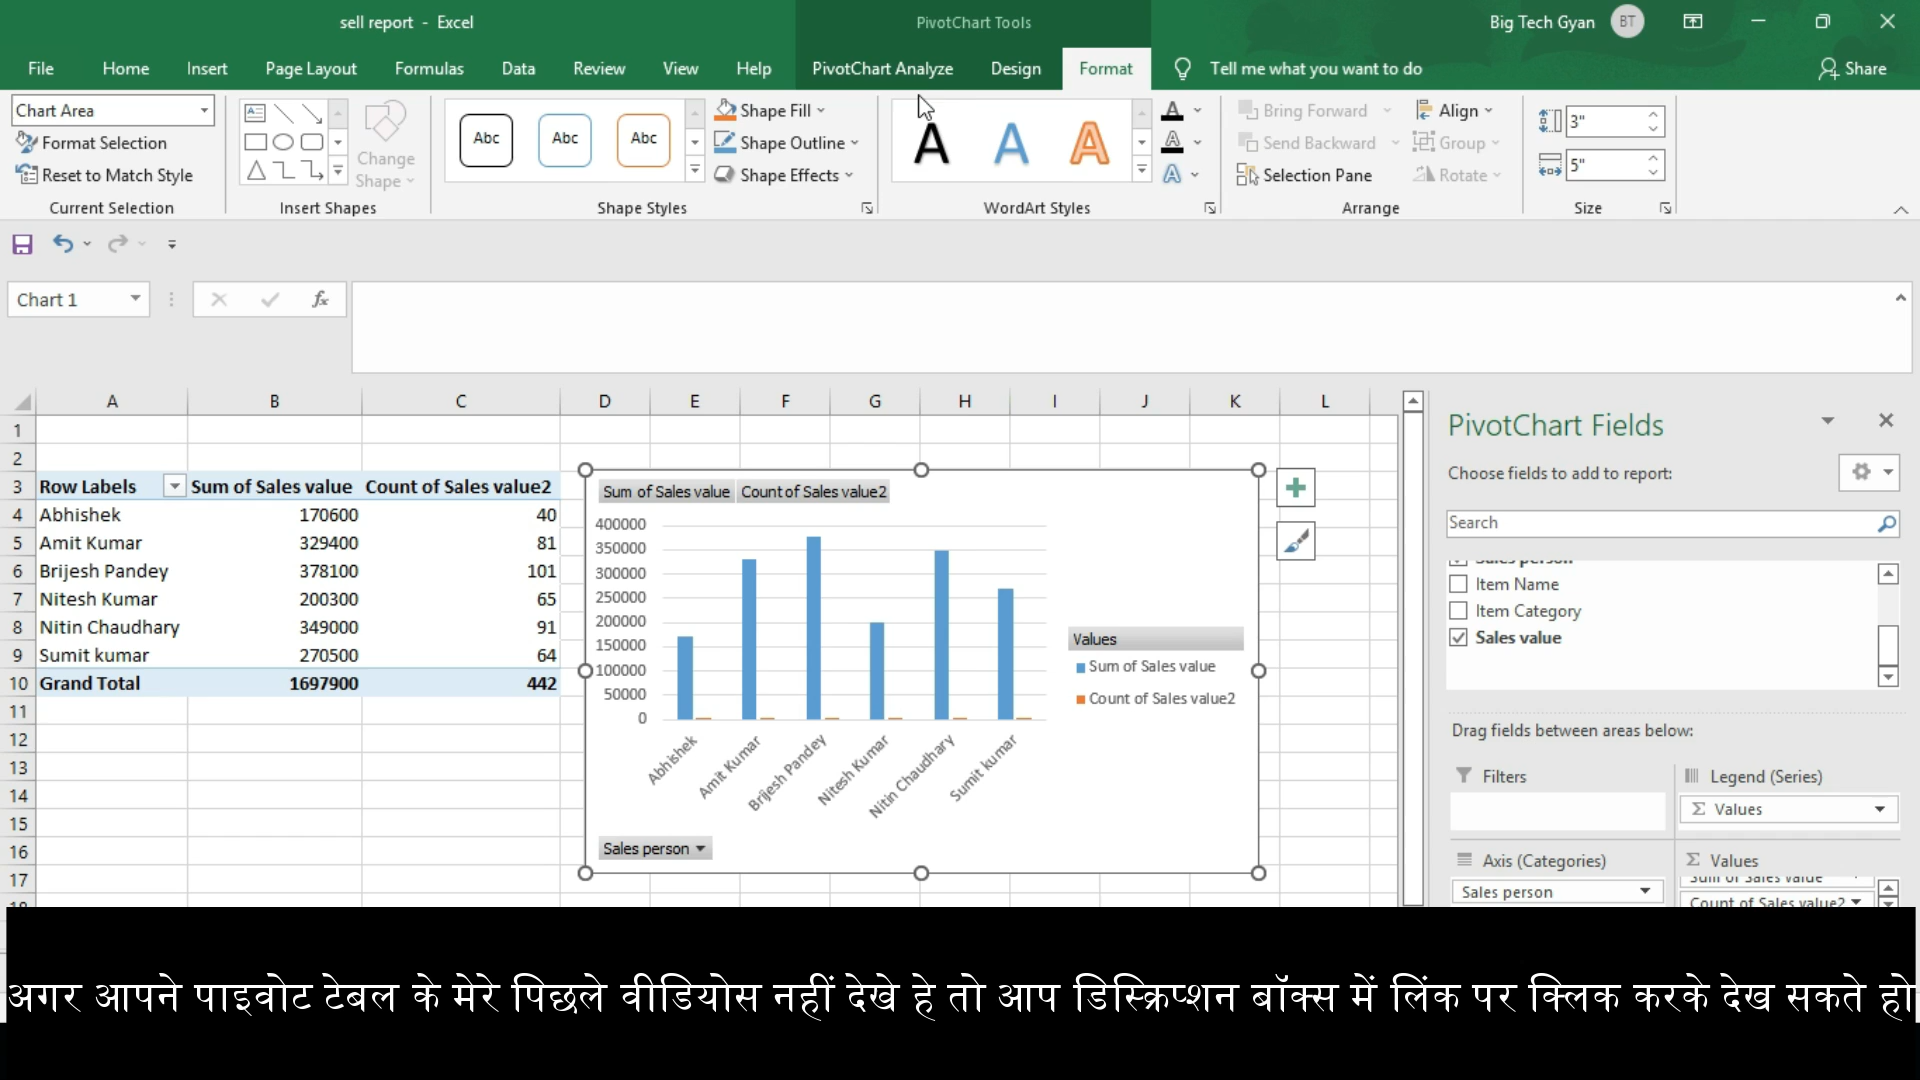 sell report - Excel
PivotChart Tools
Big Tech Gyan
BT
File Home Insert Page Layout Formulas Data Review View Help PivotChart Analyze Design Format Tell me what you want to do Share
Chart Area
Format Selection
Reset to Match Style
Current Selection
Change Shape
Insert Shapes
Abc Abc Abc
Shape Fill
Shape Outline
Shape Effects
Shape Styles
A A A
WordArt Styles
Bring Forward
Send Backward
Selection Pane
Align
Group
Rotate
Arrange
3"
5"
Size
Chart 1
fx
A B C D E F G H I J K L
1
2
3 Row Labels Sum of Sales value Count of Sales value2
4 Abhishek 170600 40
5 Amit Kumar 329400 81
6 Brijesh Pandey 378100 101
7 Nitesh Kumar 200300 65
8 Nitin Chaudhary 349000 91
9 Sumit kumar 270500 64
10 Grand Total 1697900 442
11
12
13
14
15
16
17
Sum of Sales value Count of Sales value2
400000
350000
300000
250000
200000
150000
100000
50000
0
Abhishek
Amit Kumar
Brijesh Pandey
Nitesh Kumar
Nitin Chaudhary
Sumit kumar
Values
Sum of Sales value
Count of Sales value2
Sales person
PivotChart Fields
Choose fields to add to report:
Search
Sales person
Item Name
Item Category
Sales value
Drag fields between areas below:
Filters
Legend (Series)
Σ Values
Axis (Categories)
Sales person
Σ Values
Sum of Sales value
Count of Sales value2
अगर आपने पाइवोट टेबल के मेरे पिछले वीडियोस नहीं देखे हे तो आप डिस्क्रिप्शन बॉक्स में लिंक पर क्लिक करके देख सकते हो